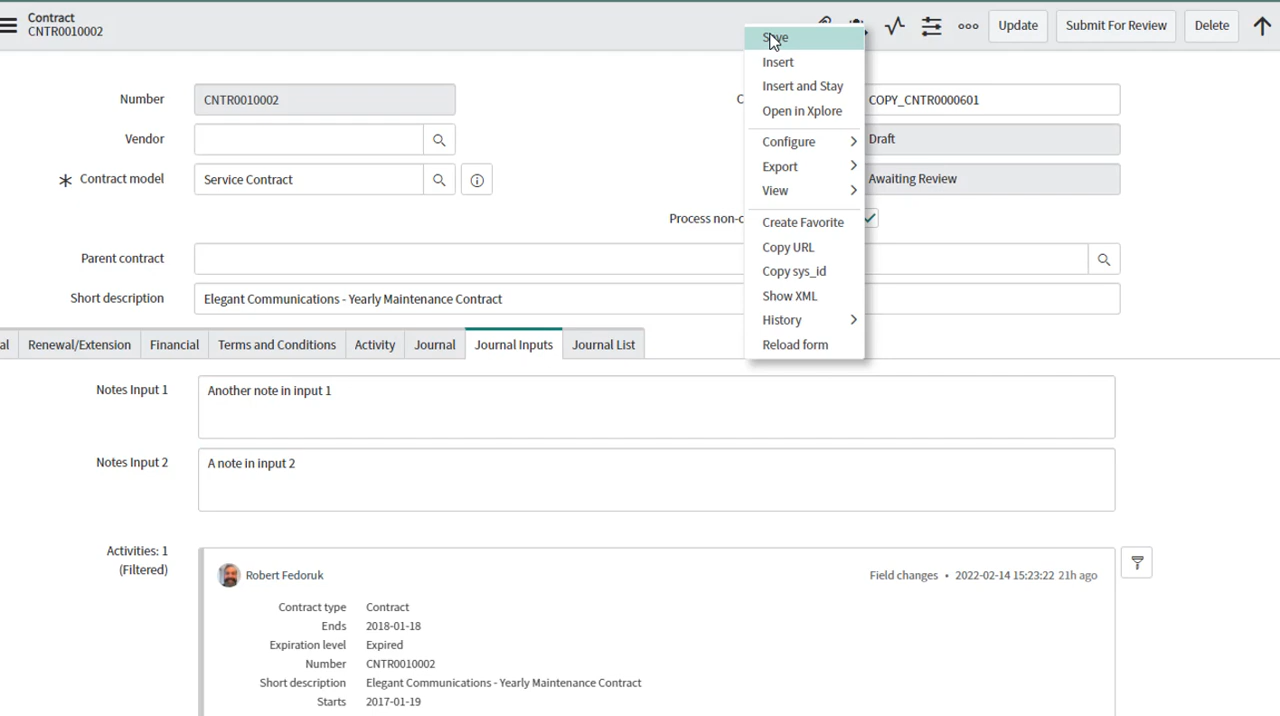 Contract
CNTR0010002
Update
Submit For Review
Delete
Save
Insert
Insert and Stay
Open in Xplore
Configure
Export
View
Create Favorite
Copy URL
Copy sys_id
Show XML
History
Reload form
Number CNTR0010002
COPY_CNTR0000601
Vendor
Draft
Contract model Service Contract
Awaiting Review
Process non-c
Parent contract
Short description Elegant Communications - Yearly Maintenance Contract
al Renewal/Extension Financial Terms and Conditions Activity Journal Journal Inputs Journal List
Notes Input 1 Another note in input 1
Notes Input 2 A note in input 2
Activities: 1
(Filtered)
Robert Fedoruk Field changes • 2022-02-14 15:23:22 21h ago
Contract type Contract
Ends 2018-01-18
Expiration level Expired
Number CNTR0010002
Short description Elegant Communications - Yearly Maintenance Contract
Starts 2017-01-19